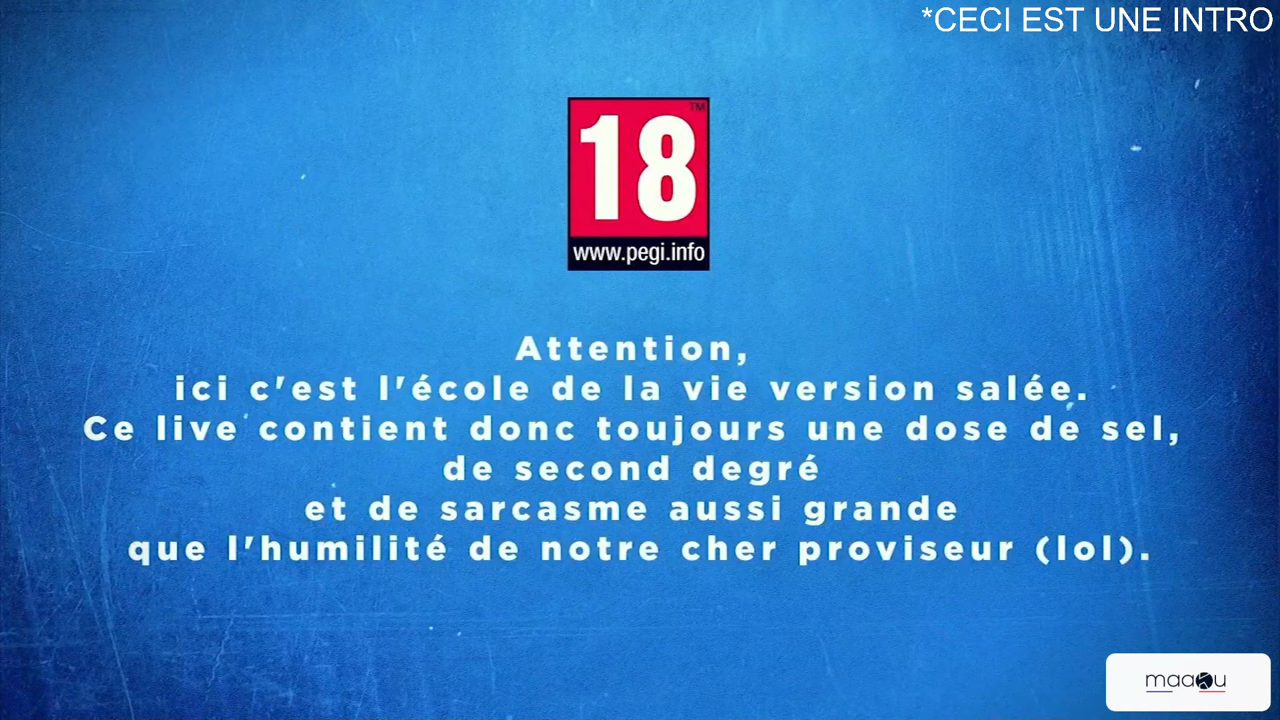 *CECI EST UNE INTRO
18
TM
www.pegi.info
Attention,
ici c'est l'école de la vie version salée.
Ce live contient donc toujours une dose de sel,
de second degré
et de sarcasme aussi grande
que l'humilité de notre cher proviseur (lol).
maaKu